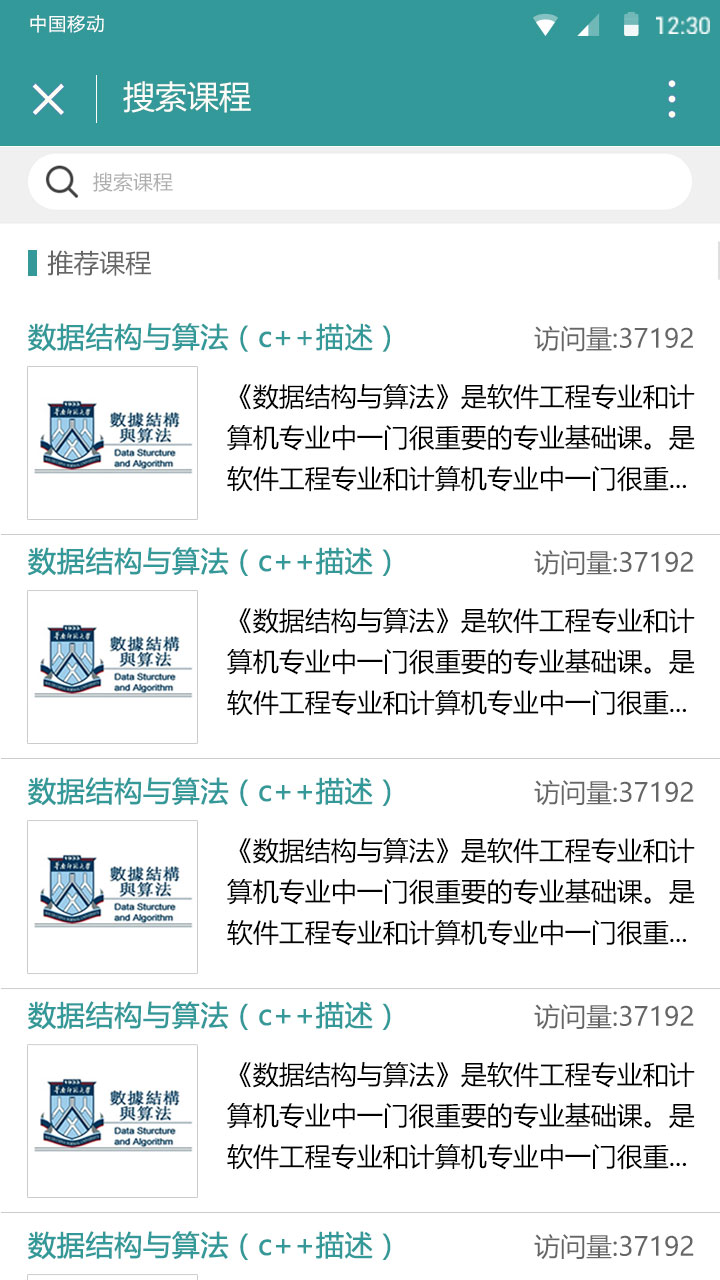 中国移动
12:30
搜索课程
搜索课程
推荐课程
数据结构与算法(c++描述)
访问量:37192
數據結構
與算法
Data Sturcture
and Algorithm
《数据结构与算法》是软件工程专业和计
算机专业中一门很重要的专业基础课。是
软件工程专业和计算机专业中一门很重...
数据结构与算法(c++描述)
访问量:37192
數據結構
與算法
Data Sturcture
and Algorithm
《数据结构与算法》是软件工程专业和计
算机专业中一门很重要的专业基础课。是
软件工程专业和计算机专业中一门很重...
数据结构与算法(c++描述)
访问量:37192
數據結構
與算法
Data Sturcture
and Algorithm
《数据结构与算法》是软件工程专业和计
算机专业中一门很重要的专业基础课。是
软件工程专业和计算机专业中一门很重...
数据结构与算法(c++描述)
访问量:37192
數據結構
與算法
Data Sturcture
and Algorithm
《数据结构与算法》是软件工程专业和计
算机专业中一门很重要的专业基础课。是
软件工程专业和计算机专业中一门很重...
数据结构与算法(c++描述)
访问量:37192